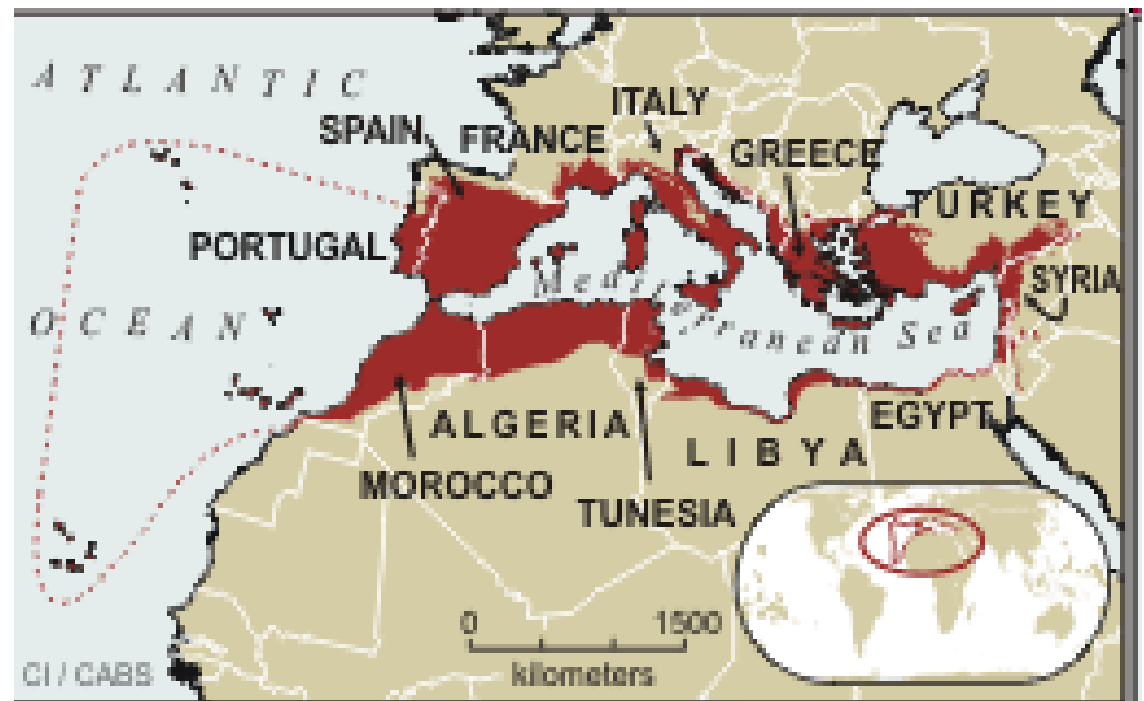 ATLANTIC
ITALY
SPAIN
FRANCE
GREECE
TURKEY
PORTUGAL
SYRIA
Mediterranean Sea
OCEAN
EGYPT
ALGERIA
LIBYA
MOROCCO
TUNESIA
0 1500
kilometers
CI / CABS